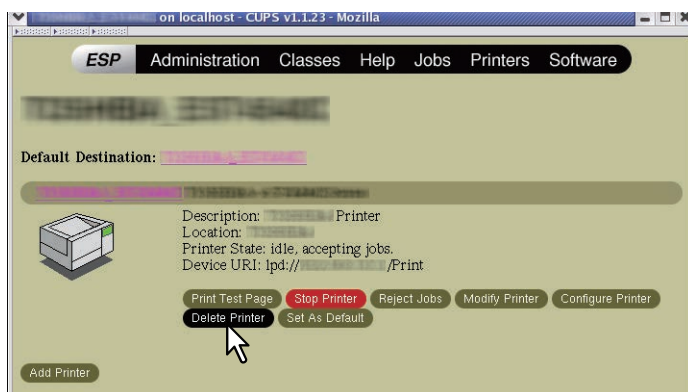 on localhost - CUPS v1.1.23 - Mozilla
ESP Administration Classes Help Jobs Printers Software
Default Destination:
Description: Printer
Location:
Printer State: idle, accepting jobs.
Device URI: lpd:// /Print
Print Test Page Stop Printer Reject Jobs Modify Printer Configure Printer
Delete Printer Set As Default
Add Printer